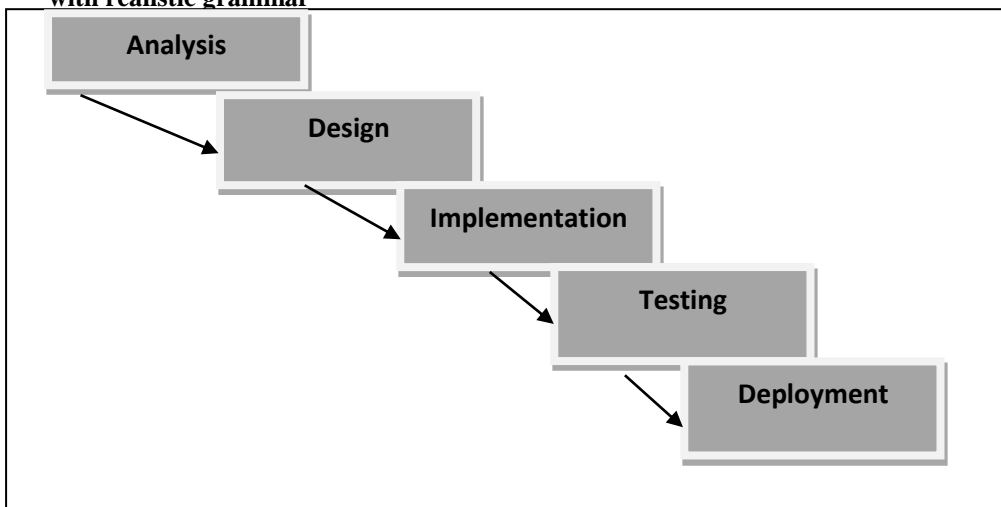 with realistic grammar
Analysis
Design
Implementation
Testing
Deployment